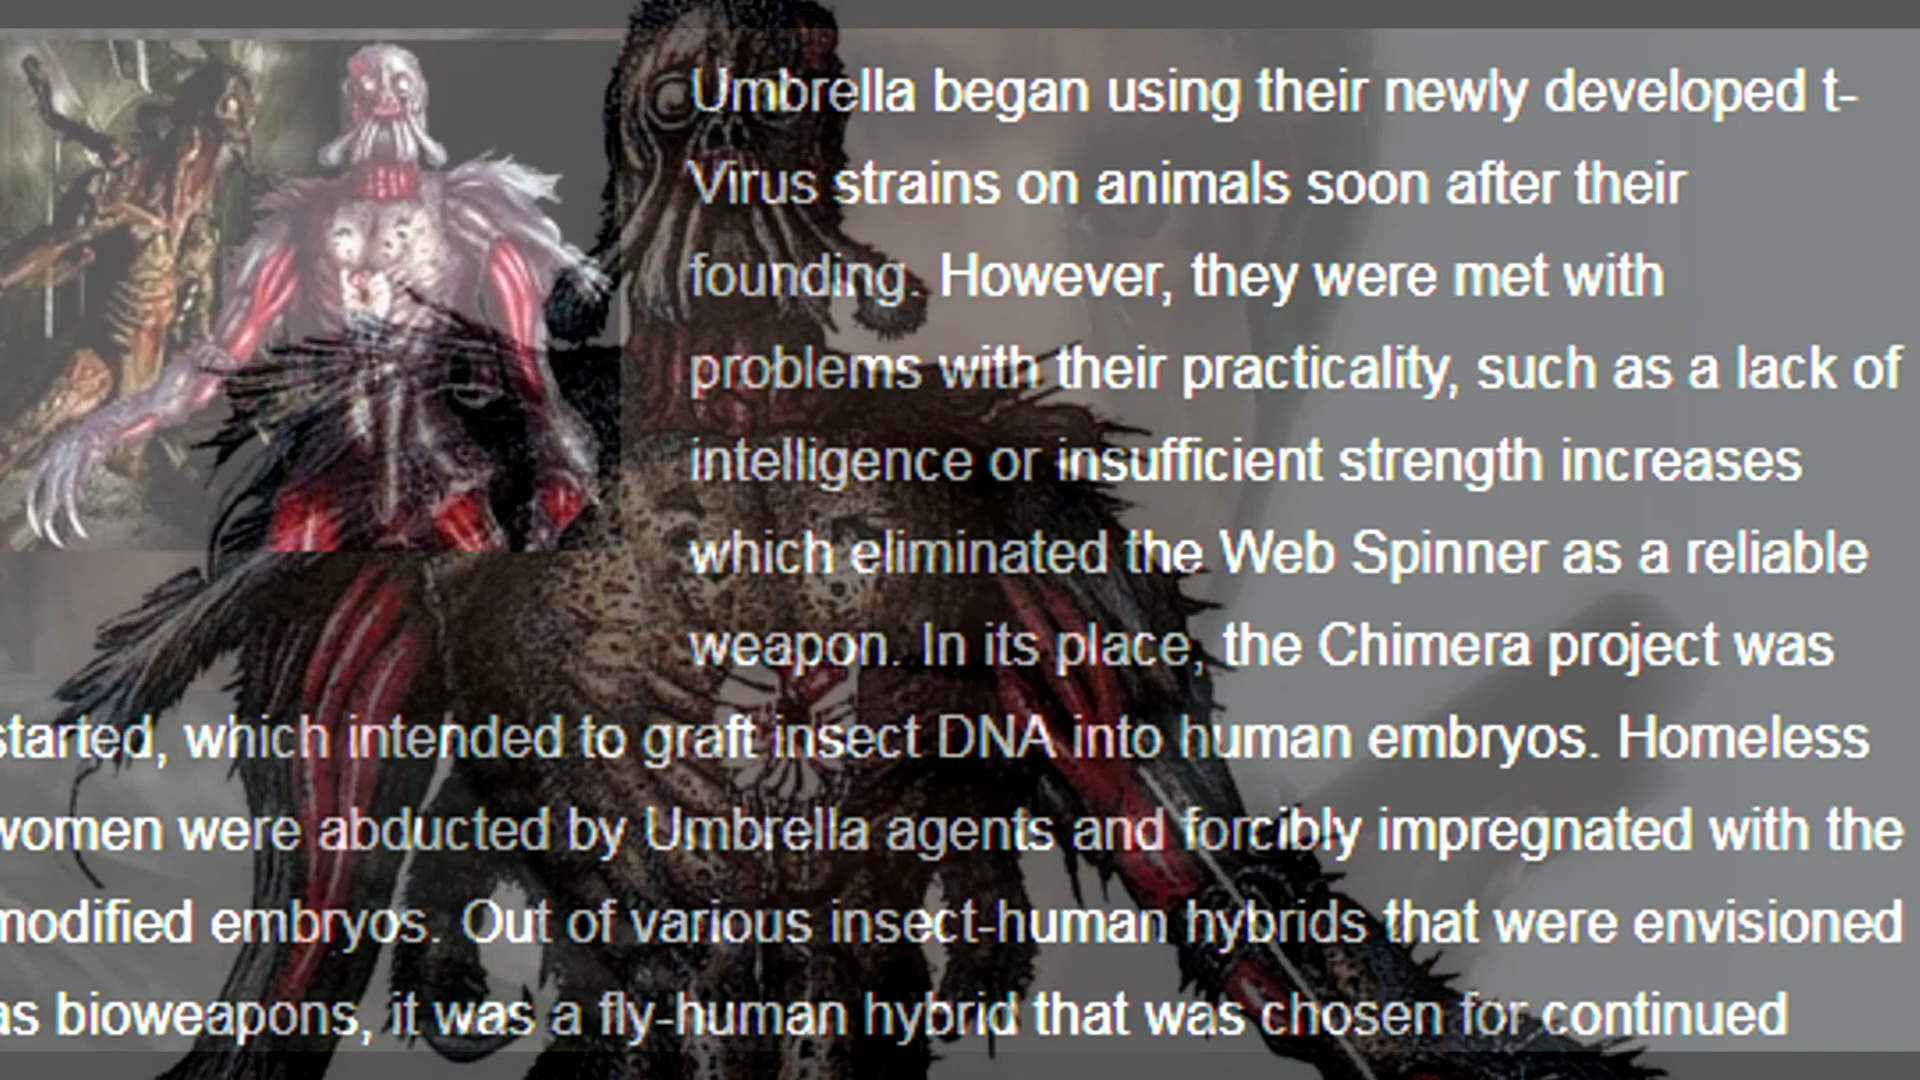 Umbrella began using their newly developed t-
Virus strains on animals soon after their
founding. However, they were met with
problems with their practicality, such as a lack of
intelligence or insufficient strength increases
which eliminated the Web Spinner as a reliable
weapon. In its place, the Chimera project was
started, which intended to graft insect DNA into human embryos. Homeless
women were abducted by Umbrella agents and forcibly impregnated with the
modified embryos. Out of various insect-human hybrids that were envisioned
as bioweapons, it was a fly-human hybrid that was chosen for continued